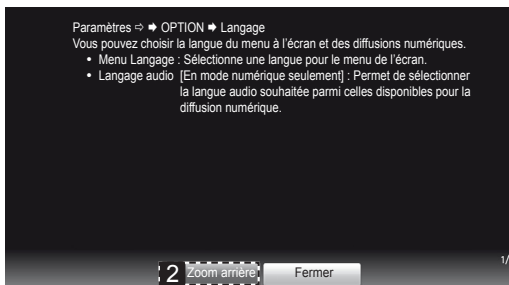 Paramètres ⇨ ➡ OPTION ➡ Langage
Vous pouvez choisir la langue du menu à l'écran et des diffusions numériques.
• Menu Langage : Sélectionne une langue pour le menu de l'écran.
• Langage audio [En mode numérique seulement] : Permet de sélectionner
la langue audio souhaitée parmi celles disponibles pour la
diffusion numérique.
1/
2 Zoom arrière Fermer